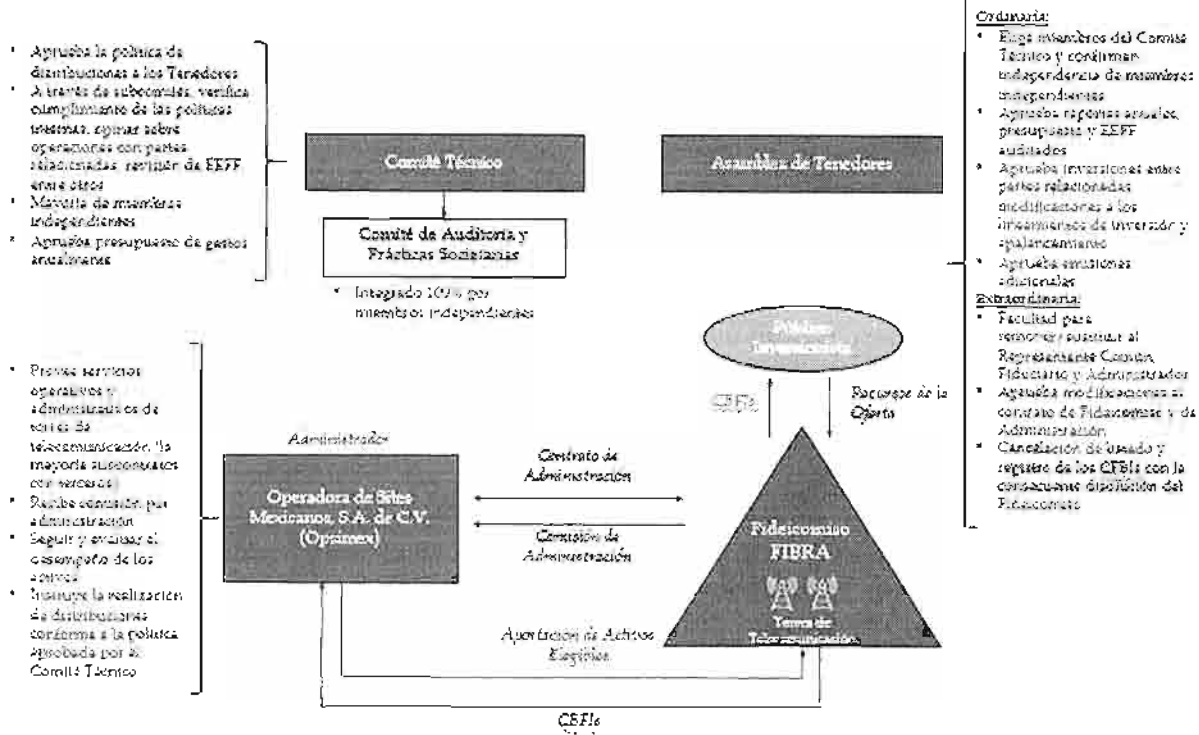 • Aprueba la política de
distribuciones a los Tenedores
• A través de subcomités, verifica
cumplimiento de las políticas
internas, opinar sobre
operaciones con partes
relacionadas, revisión de EEFF,
entre otros
• Mayoría de miembros
independientes
• Aprueba presupuesto de gastos
anualmente
Comité Técnico
Comité de Auditoría y
Prácticas Societarias
• Integrado 100% por
miembros independientes
Asamblea de Tenedores
Ordinaria:
• Elige miembros del Comité
Técnico y confirman
independencia de miembros
independientes
• Aprueba reportes anuales,
presupuesto y EEFF
auditados
• Aprueba inversiones entre
partes relacionadas
modificaciones a los
lineamientos de inversión y
apalancamiento
• Aprueba emisiones
adicionales
Extraordinaria:
• Facultad para
remover/sustituir al
Representante Común,
Fiduciario y Administrador
• Aprueba modificaciones al
contrato de Fideicomiso y de
Administración
• Cancelación de listado y
registro de los CBFIs con la
consecuente disolución del
Fideicomiso
Público
Inversionista
CBFIs
Recursos de la
Oferta
• Provee servicios
operativos y
administrativos de
torres de
telecomunicación (la
mayoría subcontratos
con terceros)
• Recibe comisión por
administración
• Seguir y evaluar el
desempeño de los
activos
• Instruye la realización
de distribuciones
conforme a la política
aprobada por el
Comité Técnico
Administrador
Operadora de Sites
Mexicanos, S.A. de C.V.
(Opsimex)
Contrato de
Administración
Comisión de
Administración
Fideicomiso
FIBRA
Torres de
Telecomunicación
Aportación de Activos
Elegibles
CBFIs